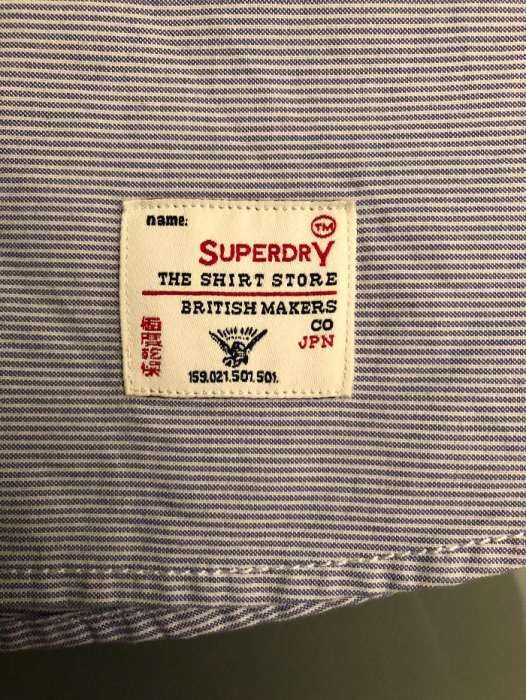 name:
TM
SUPERDRY
THE SHIRT STORE
BRITISH MAKERS
CO
JPN
159.021.501.501.